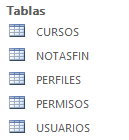 Tablas
CURSOS
NOTASFIN
PERFILES
PERMISOS
USUARIOS